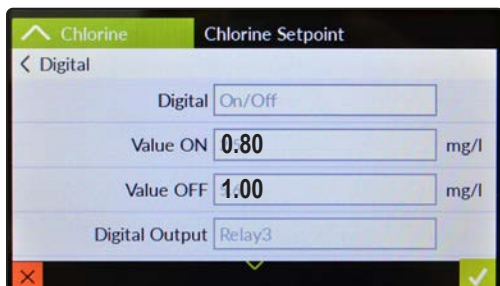 Chlorine Chlorine Setpoint
Digital
Digital On/Off
Value ON 0.80 mg/l
Value OFF 1.00 mg/l
Digital Output Relay3